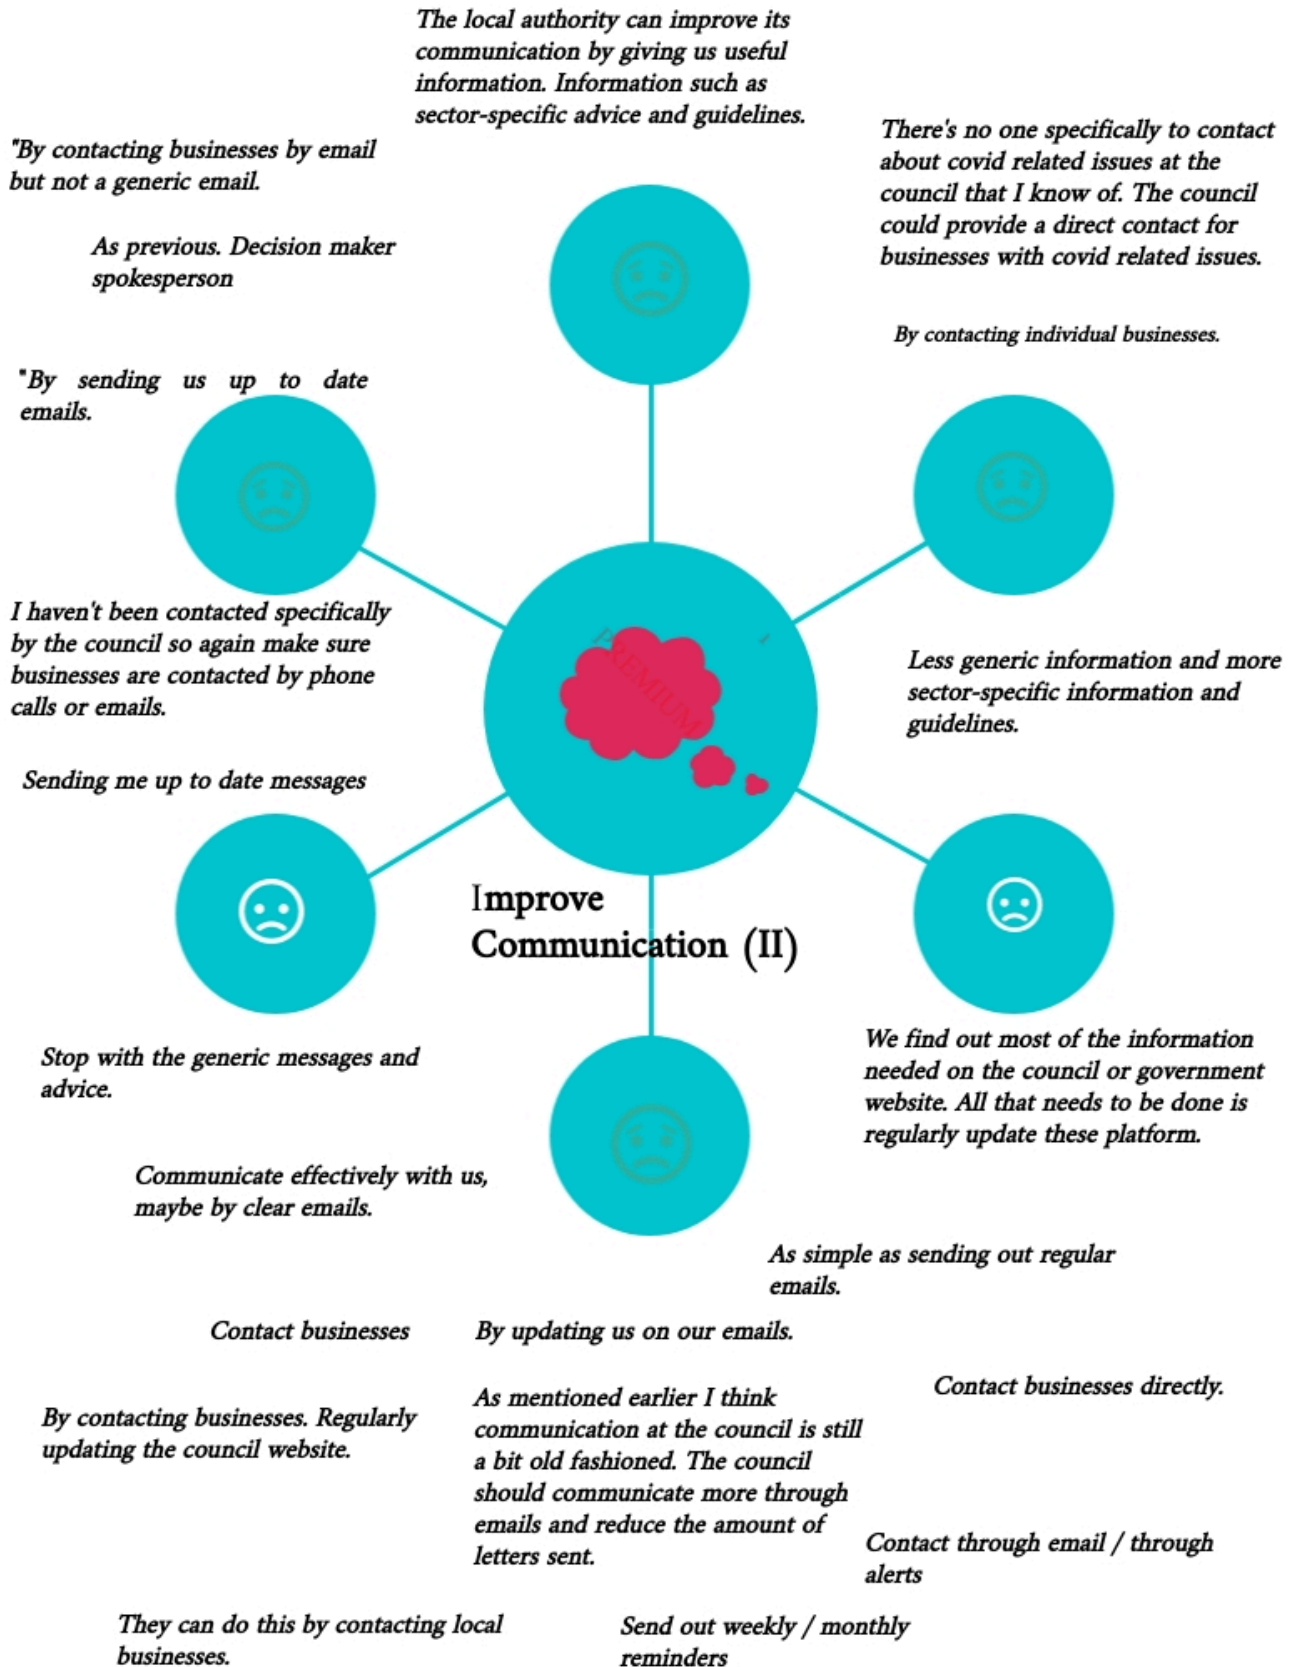 The local authority can improve its
communication by giving us useful
information. Information such as
sector-specific advice and guidelines.
"By contacting businesses by email
but not a generic email.
There's no one specifically to contact
about covid related issues at the
council that I know of. The council
could provide a direct contact for
businesses with covid related issues.
As previous. Decision maker
spokesperson
By contacting individual businesses.
"By sending us up to date
emails.
I haven't been contacted specifically
by the council so again make sure
businesses are contacted by phone
calls or emails.
PREMIUM
Less generic information and more
sector-specific information and
guidelines.
Sending me up to date messages
Improve
Communication (II)
Stop with the generic messages and
advice.
We find out most of the information
needed on the council or government
website. All that needs to be done is
regularly update these platform.
Communicate effectively with us,
maybe by clear emails.
As simple as sending out regular
emails.
Contact businesses
By updating us on our emails.
Contact businesses directly.
By contacting businesses. Regularly
updating the council website.
As mentioned earlier I think
communication at the council is still
a bit old fashioned. The council
should communicate more through
emails and reduce the amount of
letters sent.
Contact through email / through
alerts
They can do this by contacting local
businesses.
Send out weekly / monthly
reminders